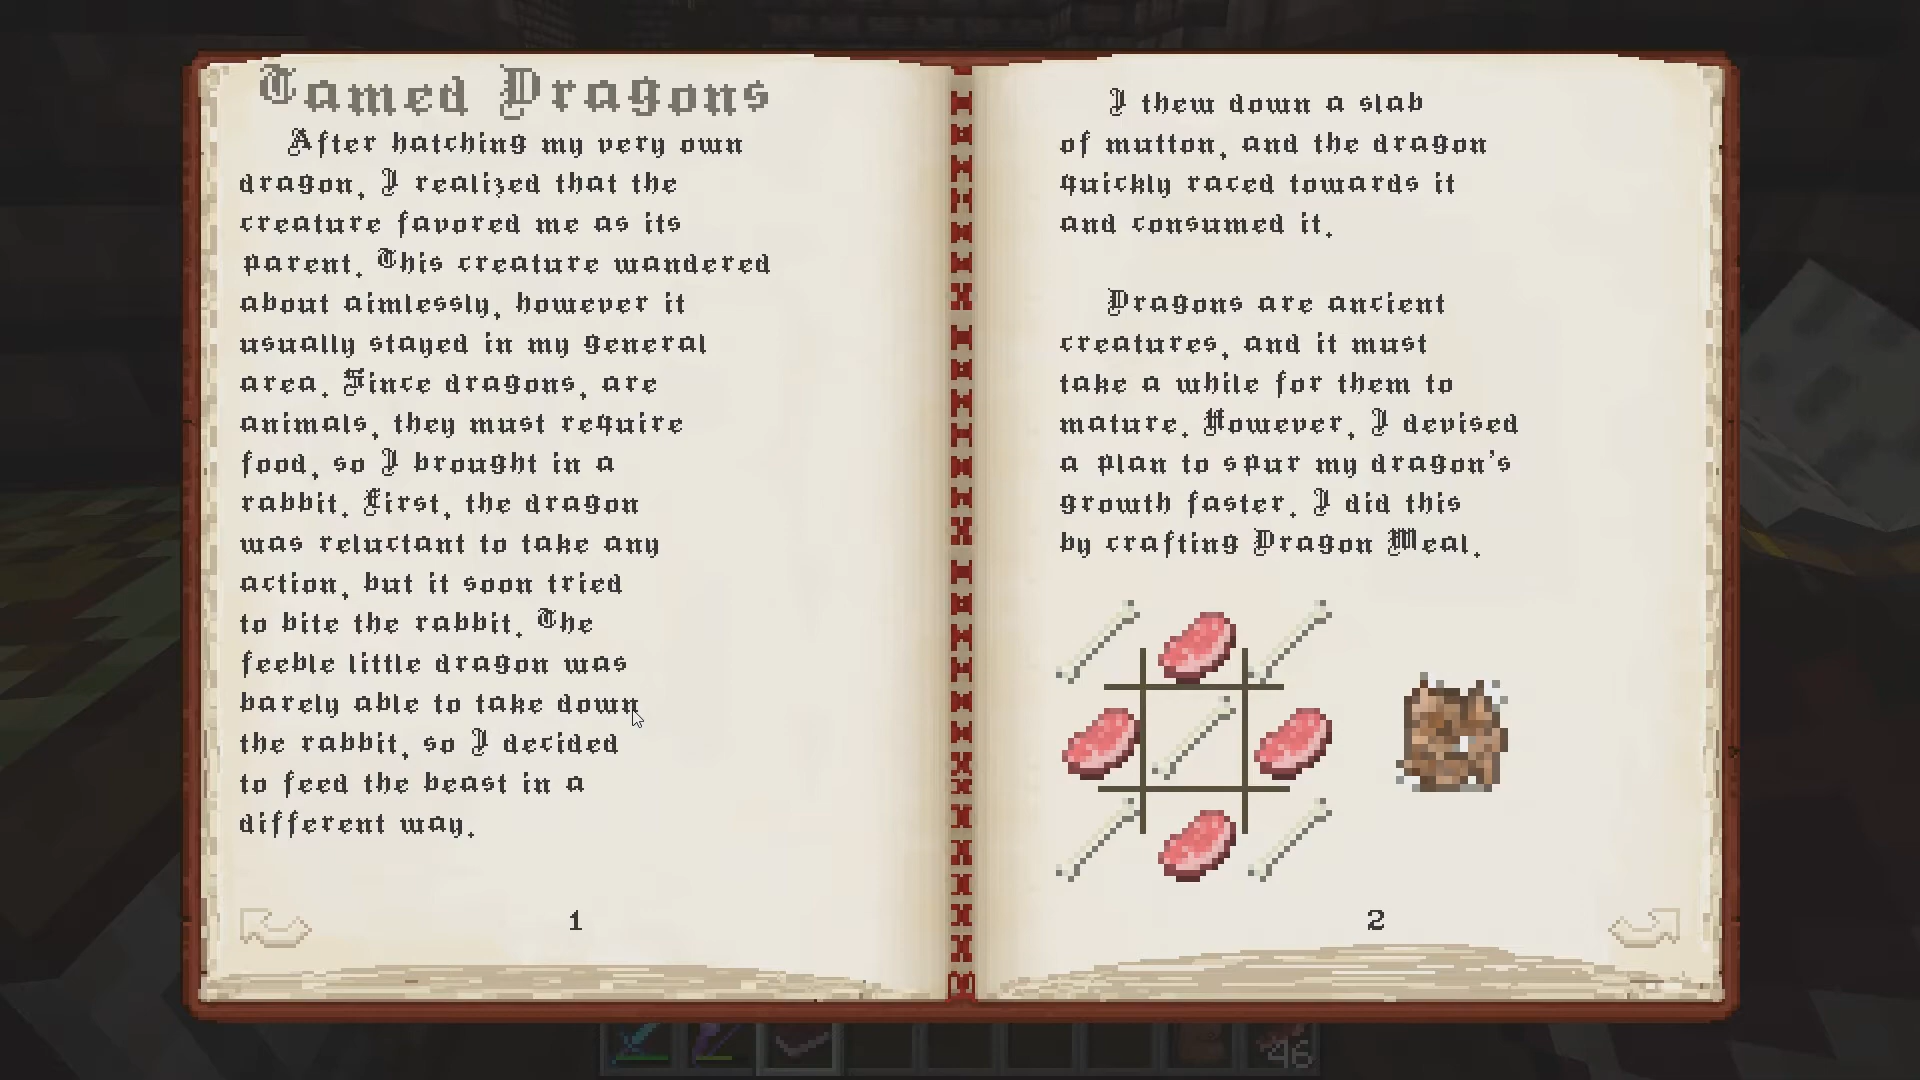 Tamed Dragons
After hatching my very own
dragon, I realized that the
creature favored me as its
parent. This creature wandered
about aimlessly, however it
usually stayed in my general
area. Since dragons, are
animals, they must require
food, so I brought in a
rabbit. First, the dragon
was reluctant to take any
action, but it soon tried
to bite the rabbit. The
feeble little dragon was
barely able to take down
the rabbit, so I decided
to feed the beast in a
different way.
1
I thew down a slab
of mutton, and the dragon
quickly raced towards it
and consumed it.
Dragons are ancient
creatures, and it must
take a while for them to
mature. However, I devised
a plan to spur my dragon's
growth faster. I did this
by crafting Dragon Meal.
2
46